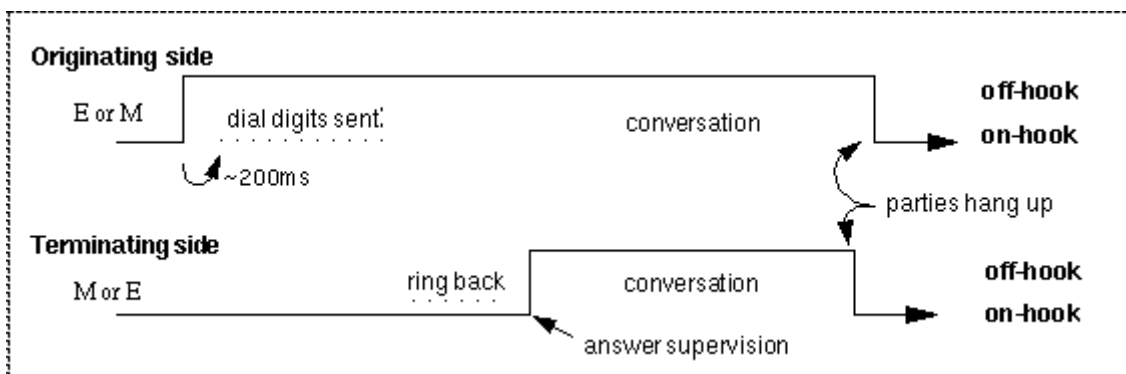 Originating side
off-hook
E or M
dial digits sent
conversation
on-hook
~200ms
parties hang up
Terminating side
off-hook
ring back
conversation
M or E
on-hook
answer supervision